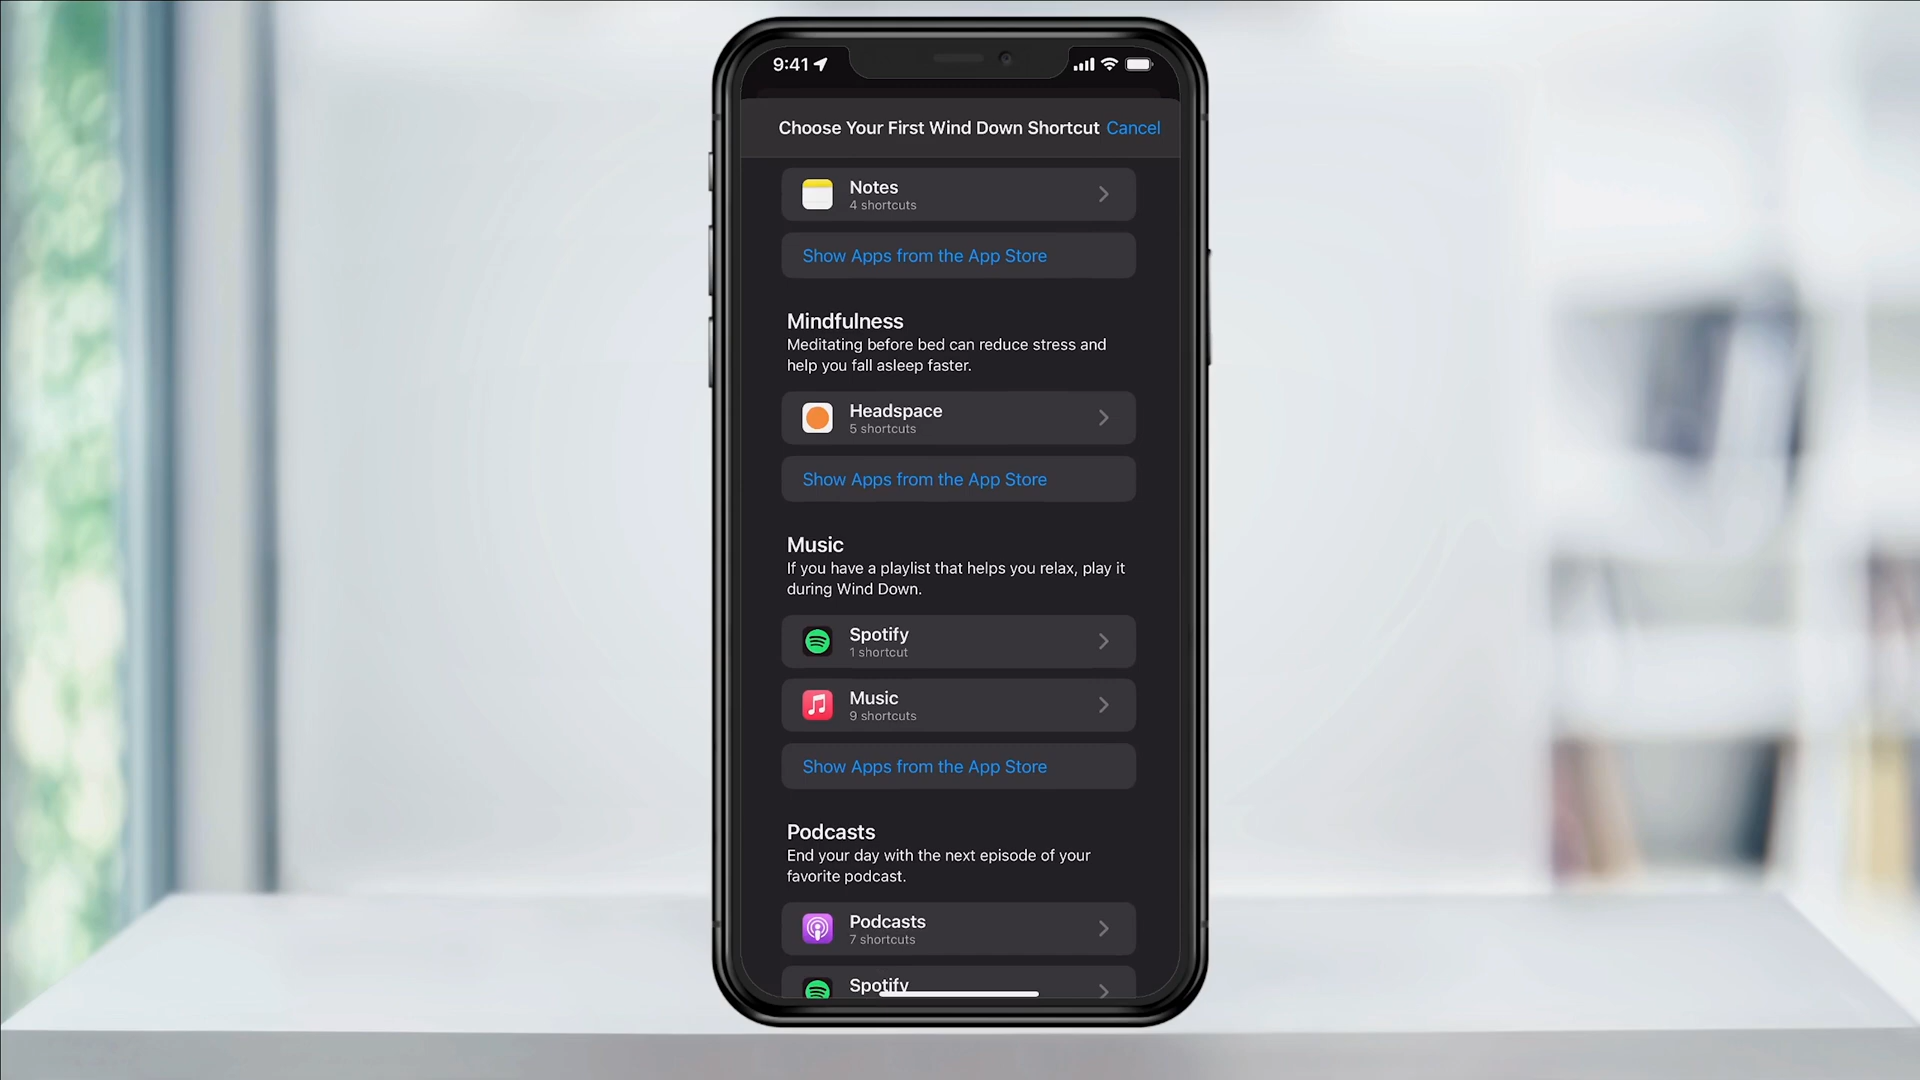 9:41
Choose Your First Wind Down Shortcut Cancel
Notes
4 shortcuts
Show Apps from the App Store
Mindfulness
Meditating before bed can reduce stress and
help you fall asleep faster.
Headspace
5 shortcuts
Show Apps from the App Store
Music
If you have a playlist that helps you relax, play it
during Wind Down.
Spotify
1 shortcut
Music
9 shortcuts
Show Apps from the App Store
Podcasts
End your day with the next episode of your
favorite podcast.
Podcasts
7 shortcuts
Spotify